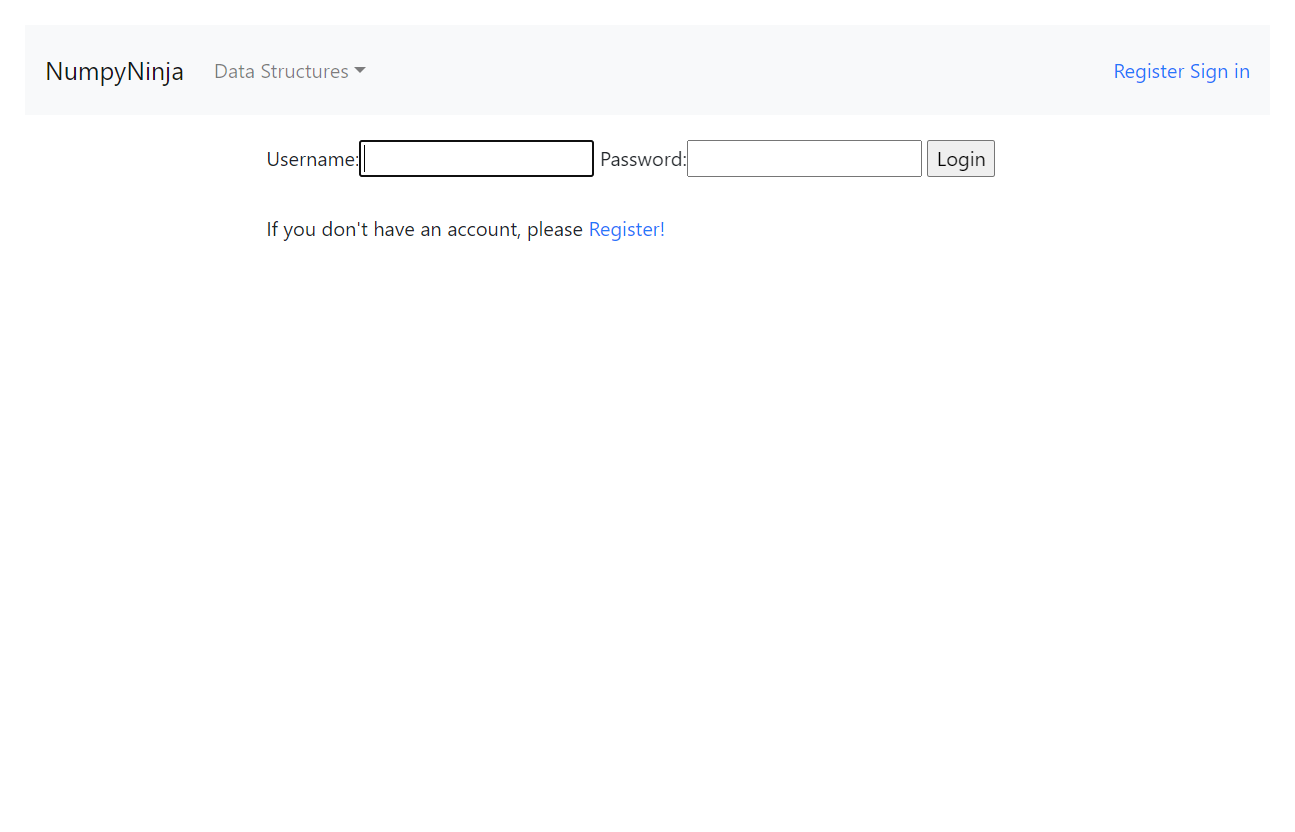 NumpyNinja Data Structures Register Sign in
Username: Password: Login
If you don't have an account, please Register!